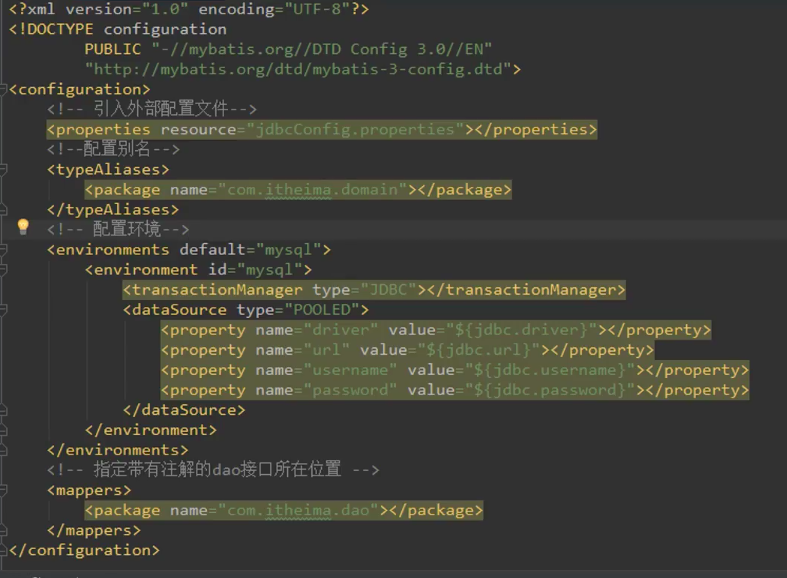 <?xml version="1.0" encoding="UTF-8"?>
<!DOCTYPE configuration
PUBLIC "-//mybatis.org//DTD Config 3.0//EN"
"http://mybatis.org/dtd/mybatis-3-config.dtd">
<configuration>
<!-- 引入外部配置文件-->
<properties resource="jdbcConfig.properties"></properties>
<!--配置别名-->
<typeAliases>
<package name="com.itheima.domain"></package>
</typeAliases>
<!-- 配置环境-->
<environments default="mysql">
<environment id="mysql">
<transactionManager type="JDBC"></transactionManager>
<dataSource type="POOLED">
<property name="driver" value="${jdbc.driver}"></property>
<property name="url" value="${jdbc.url}"></property>
<property name="username" value="${jdbc.username}"></property>
<property name="password" value="${jdbc.password}"></property>
</dataSource>
</environment>
</environments>
<!-- 指定带有注解的dao接口所在位置 -->
<mappers>
<package name="com.itheima.dao"></package>
</mappers>
</configuration>